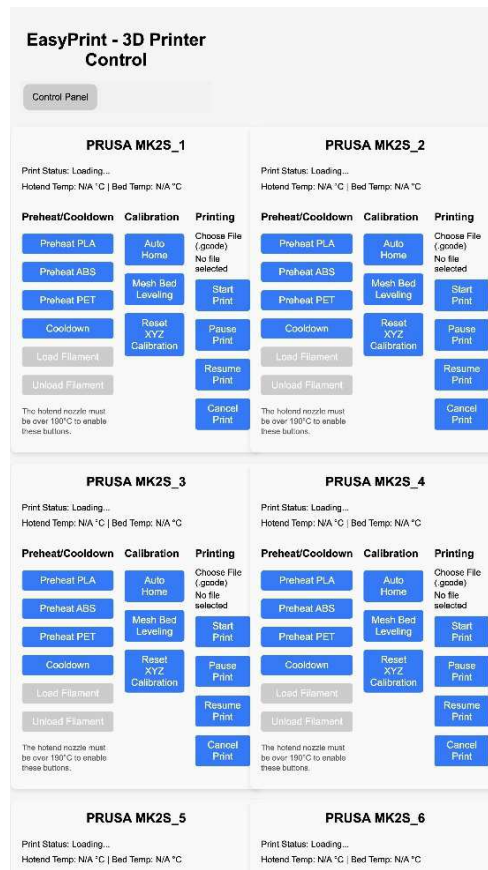 EasyPrint - 3D Printer
Control
Control Panel
PRUSA MK2S_1
Print Status: Loading...
Hotend Temp: N/A °C | Bed Temp: N/A °C
Preheat/Cooldown
Preheat PLA
Preheat ABS
Preheat PET
Cooldown
Load Filament
Unload Filament
The hotend nozzle must
be over 190°C to enable
these buttons.
Calibration
Auto
Home
Mesh Bed
Leveling
Reset
XYZ
Calibration
Printing
Choose File
(.gcode)
No file
selected
Start
Print
Pause
Print
Resume
Print
Cancel
Print
PRUSA MK2S_2
Print Status: Loading...
Hotend Temp: N/A °C | Bed Temp: N/A °C
Preheat/Cooldown
Preheat PLA
Preheat ABS
Preheat PET
Cooldown
Load Filament
Unload Filament
The hotend nozzle must
be over 190°C to enable
these buttons.
Calibration
Auto
Home
Mesh Bed
Leveling
Reset
XYZ
Calibration
Printing
Choose File
(.gcode)
No file
selected
Start
Print
Pause
Print
Resume
Print
Cancel
Print
PRUSA MK2S_3
Print Status: Loading...
Hotend Temp: N/A °C | Bed Temp: N/A °C
Preheat/Cooldown
Preheat PLA
Preheat ABS
Preheat PET
Cooldown
Load Filament
Unload Filament
The hotend nozzle must
be over 190°C to enable
these buttons.
Calibration
Auto
Home
Mesh Bed
Leveling
Reset
XYZ
Calibration
Printing
Choose File
(.gcode)
No file
selected
Start
Print
Pause
Print
Resume
Print
Cancel
Print
PRUSA MK2S_4
Print Status: Loading...
Hotend Temp: N/A °C | Bed Temp: N/A °C
Preheat/Cooldown
Preheat PLA
Preheat ABS
Preheat PET
Cooldown
Load Filament
Unload Filament
The hotend nozzle must
be over 190°C to enable
these buttons.
Calibration
Auto
Home
Mesh Bed
Leveling
Reset
XYZ
Calibration
Printing
Choose File
(.gcode)
No file
selected
Start
Print
Pause
Print
Resume
Print
Cancel
Print
PRUSA MK2S_5
Print Status: Loading...
Hotend Temp: N/A °C | Bed Temp: N/A °C
PRUSA MK2S_6
Print Status: Loading...
Hotend Temp: N/A °C | Bed Temp: N/A °C